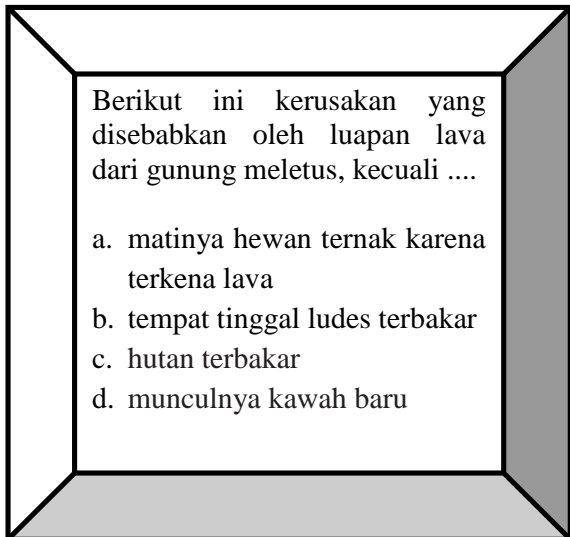 Berikut ini kerusakan yang
disebabkan oleh luapan lava
dari gunung meletus, kecuali ....
a. matinya hewan ternak karena
terkena lava
b. tempat tinggal ludes terbakar
c. hutan terbakar
d. munculnya kawah baru